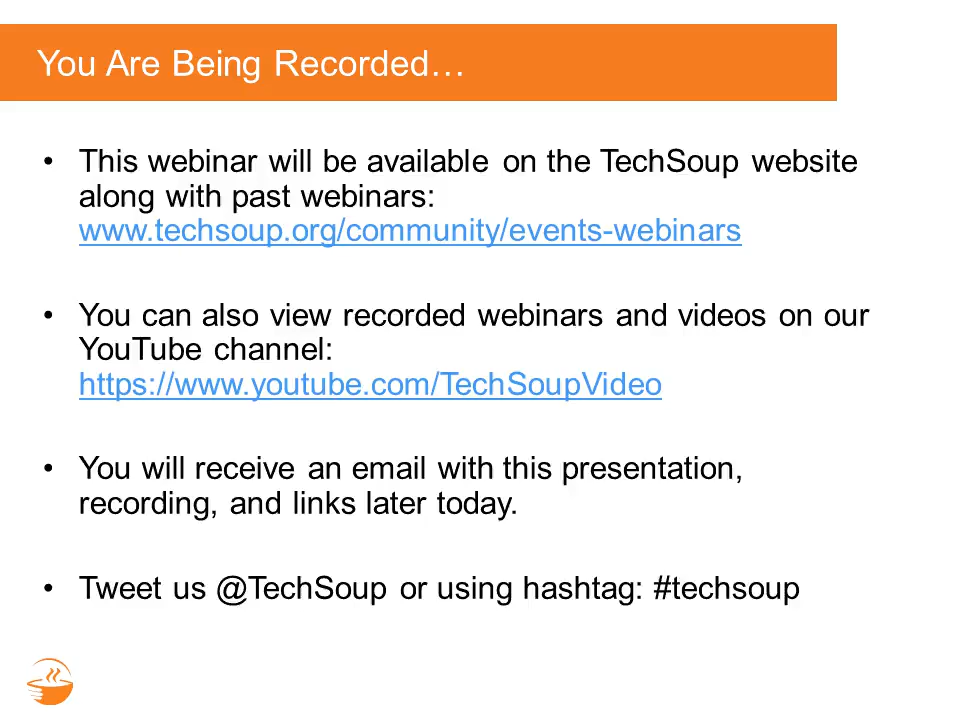 You Are Being Recorded…
• This webinar will be available on the TechSoup website
along with past webinars:
www.techsoup.org/community/events-webinars
• You can also view recorded webinars and videos on our
YouTube channel:
https://www.youtube.com/TechSoupVideo
• You will receive an email with this presentation,
recording, and links later today.
• Tweet us @TechSoup or using hashtag: #techsoup